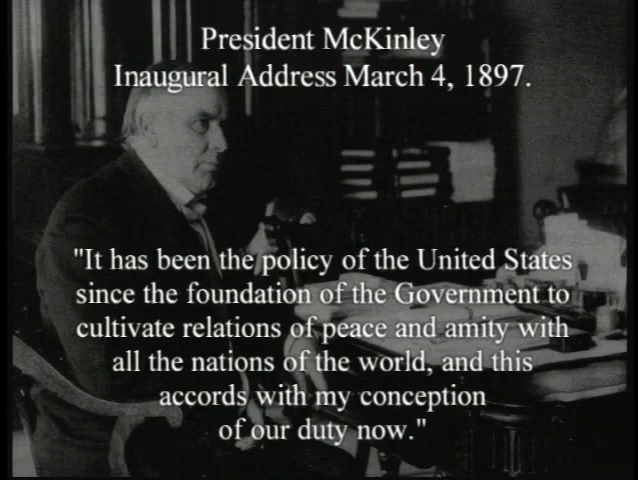 President McKinley
Inaugural Address March 4, 1897.
"It has been the policy of the United States
since the foundation of the Government to
cultivate relations of peace and amity with
all the nations of the world, and this
accords with my conception
of our duty now."